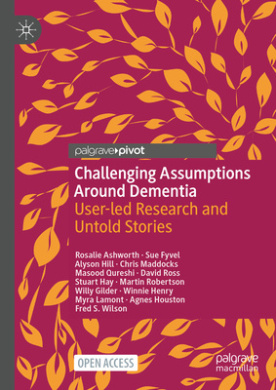 palgrave▸pivot
Challenging Assumptions
Around Dementia
User-led Research and
Untold Stories
Rosalie Ashworth · Sue Fyvel
Alyson Hill · Chris Maddocks
Masood Qureshi · David Ross
Stuart Hay · Martin Robertson
Willy Gilder · Winnie Henry
Myra Lamont · Agnes Houston
Fred S. Wilson
OPEN ACCESS
palgrave
macmillan